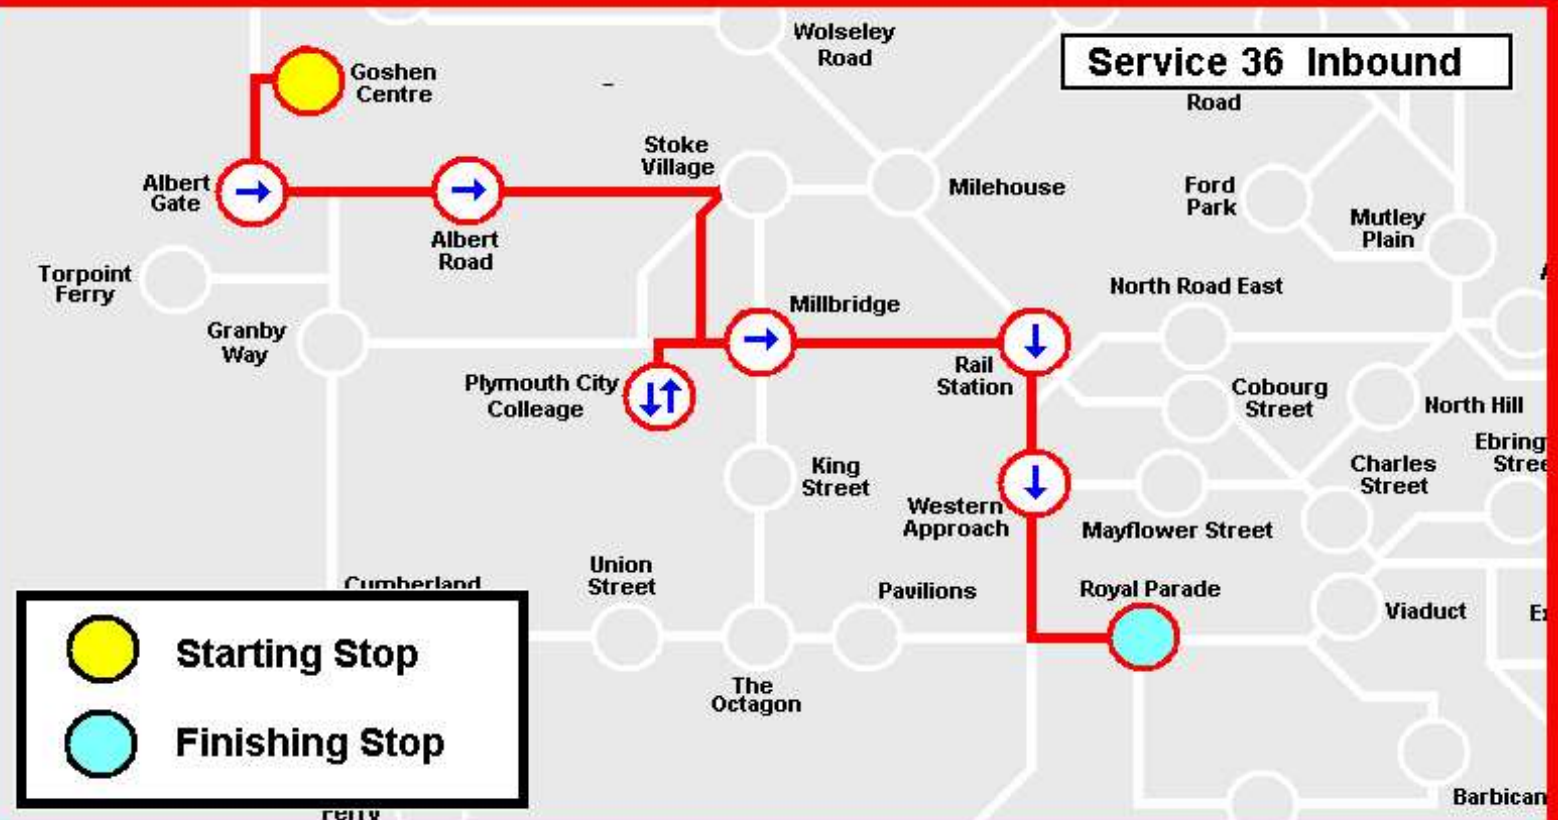 Wolseley
Road
Service 36 Inbound
Goshen
Centre
Road
Stoke
Village
Albert
Gate
Milehouse
Ford
Park
Mutley
Plain
Albert
Road
Torpoint
Ferry
North Road East
Millbridge
Granby
Way
Rail
Station
Plymouth City
Colleage
Cobourg
Street
North Hill
Ebring
Stree
King
Street
Charles
Street
Western
Approach
Mayflower Street
Union
Street
Cumberland
Pavilions
Royal Parade
Viaduct
Starting Stop
The
Octagon
Finishing Stop
Barbican
Ferry